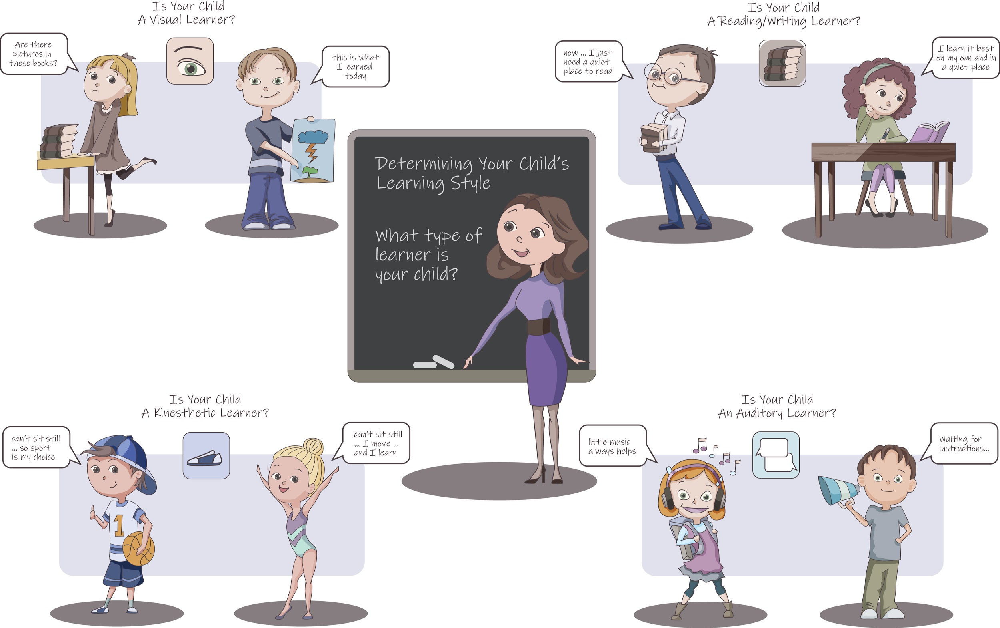 Is Your Child
A Visual Learner?
Are there
pictures in
these books?
this is what
I learned
today
Is Your Child
A Reading/Writing Learner?
now ... I just
need a quiet
place to read
I learn it best
on my own and in
a quiet place
Determining Your Child's
Learning Style
What type of
learner is
your child?
Is Your Child
A Kinesthetic Learner?
can't sit still
... so sport
is my choice
1
can't sit still
... I move ...
and I learn
Is Your Child
An Auditory Learner?
little music
always helps
Waiting for
instructions...